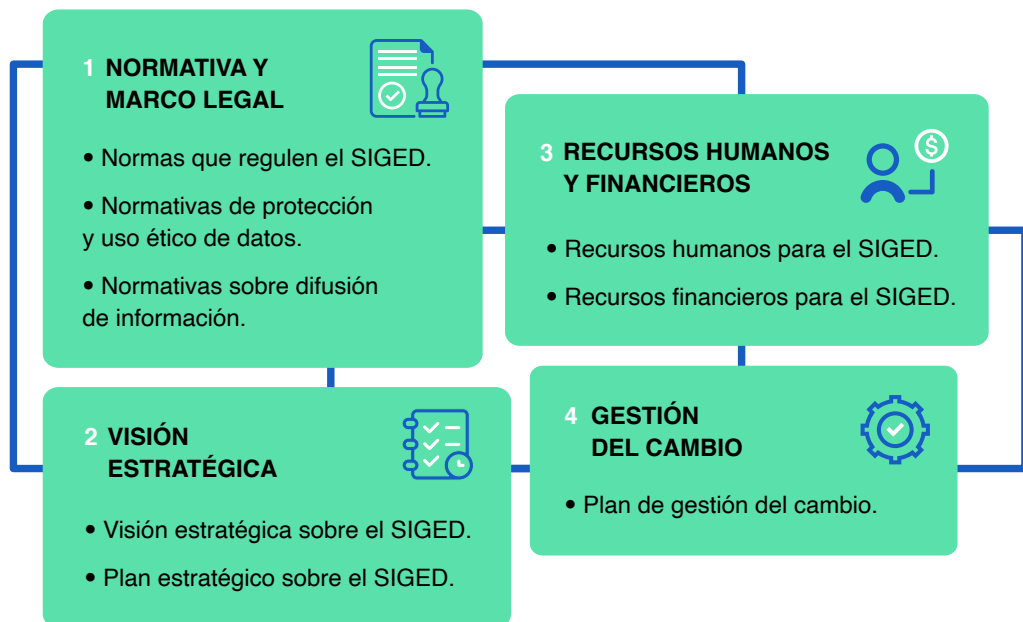 1 NORMATIVA Y
MARCO LEGAL
• Normas que regulen el SIGED.
• Normativas de protección
y uso ético de datos.
• Normativas sobre difusión
de información.
2 VISIÓN
ESTRATÉGICA
• Visión estratégica sobre el SIGED.
• Plan estratégico sobre el SIGED.
3 RECURSOS HUMANOS
Y FINANCIEROS
$
• Recursos humanos para el SIGED.
• Recursos financieros para el SIGED.
4 GESTIÓN
DEL CAMBIO
• Plan de gestión del cambio.